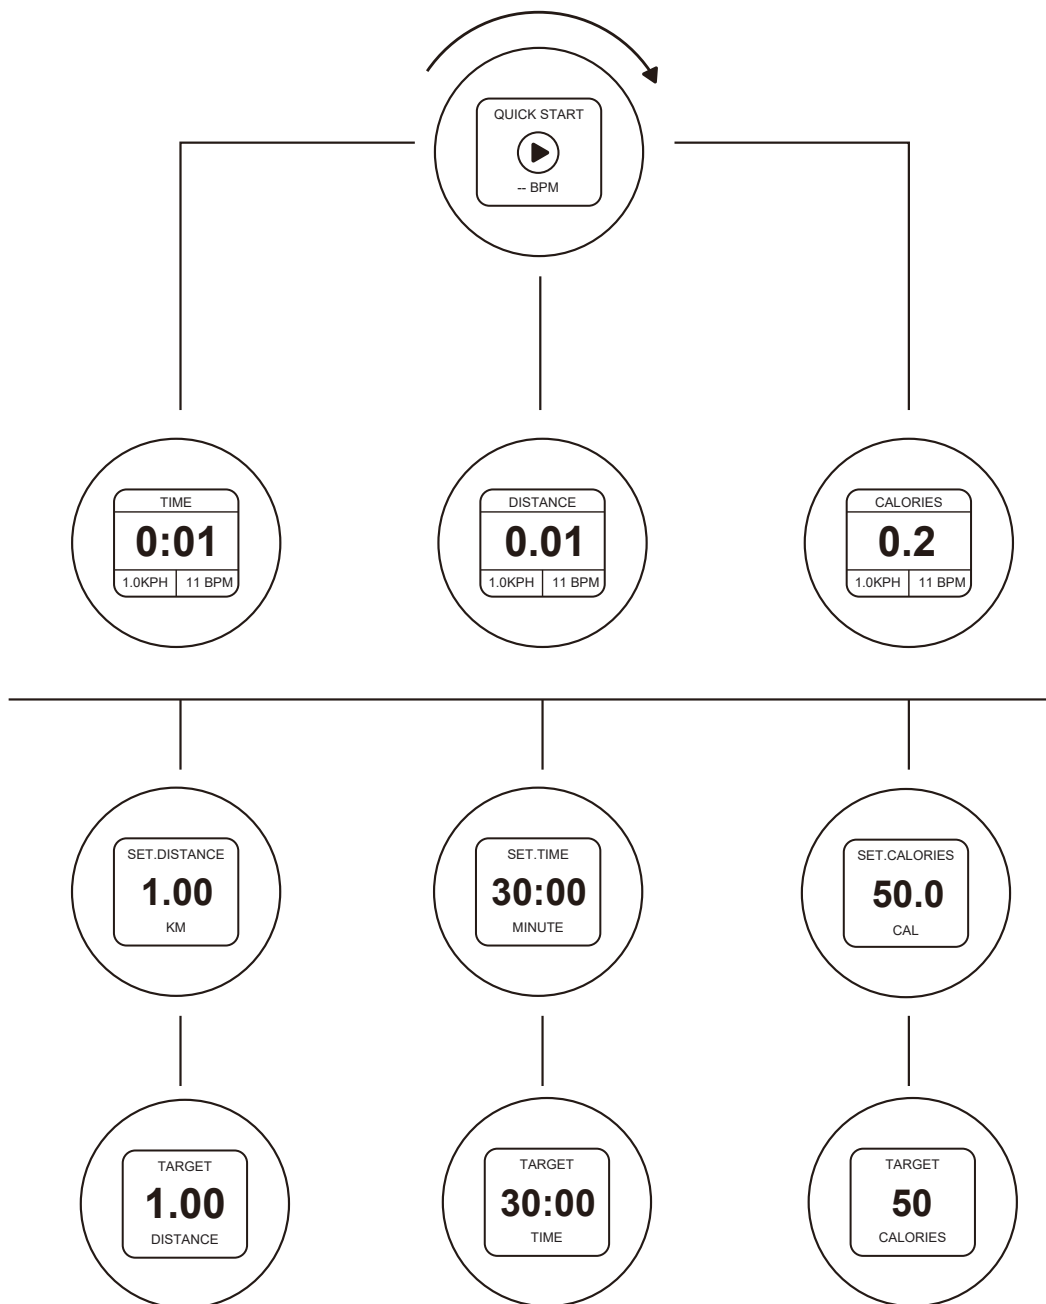 QUICK START
-- BPM
TIME
0:01
1.0KPH 11 BPM
DISTANCE
0.01
1.0KPH 11 BPM
CALORIES
0.2
1.0KPH 11 BPM
SET.DISTANCE
1.00
KM
SET.TIME
30:00
MINUTE
SET.CALORIES
50.0
CAL
TARGET
1.00
DISTANCE
TARGET
30:00
TIME
TARGET
50
CALORIES